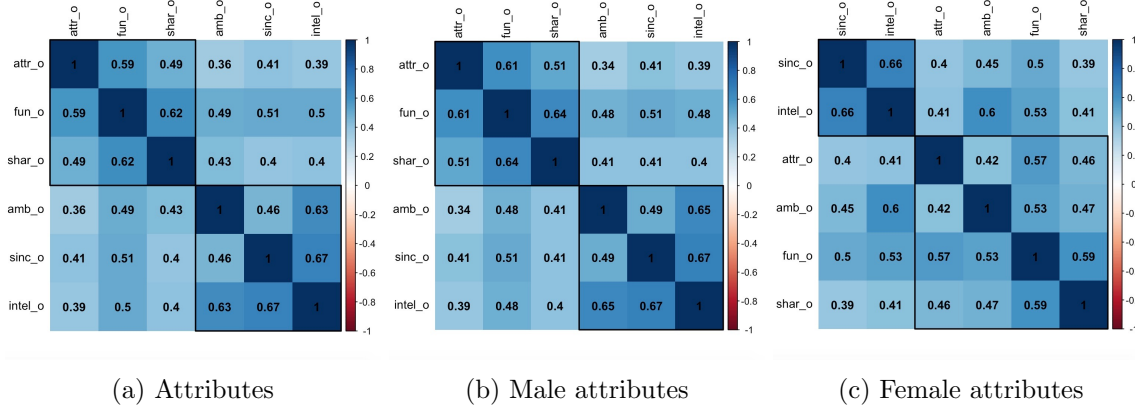 attr_o fun_o shar_o amb_o sinc_o intel_o
attr_o 1 0.59 0.49 0.36 0.41 0.39
fun_o 0.59 1 0.62 0.49 0.51 0.5
shar_o 0.49 0.62 1 0.43 0.4 0.4
amb_o 0.36 0.49 0.43 1 0.46 0.63
sinc_o 0.41 0.51 0.4 0.46 1 0.67
intel_o 0.39 0.5 0.4 0.63 0.67 1
1
0.8
0.6
0.4
0.2
0
-0.2
-0.4
-0.6
-0.8
-1
(a) Attributes
attr_o fun_o shar_o amb_o sinc_o intel_o
attr_o 1 0.61 0.51 0.34 0.41 0.39
fun_o 0.61 1 0.64 0.48 0.51 0.48
shar_o 0.51 0.64 1 0.41 0.41 0.4
amb_o 0.34 0.48 0.41 1 0.49 0.65
sinc_o 0.41 0.51 0.41 0.49 1 0.67
intel_o 0.39 0.48 0.4 0.65 0.67 1
1
0.8
0.6
0.4
0.2
0
-0.2
-0.4
-0.6
-0.8
-1
(b) Male attributes
sinc_o intel_o attr_o amb_o fun_o shar_o
sinc_o 1 0.66 0.4 0.45 0.5 0.39
intel_o 0.66 1 0.41 0.6 0.53 0.41
attr_o 0.4 0.41 1 0.42 0.57 0.46
amb_o 0.45 0.6 0.42 1 0.53 0.47
fun_o 0.5 0.53 0.57 0.53 1 0.59
shar_o 0.39 0.41 0.46 0.47 0.59 1
(c) Female attributes